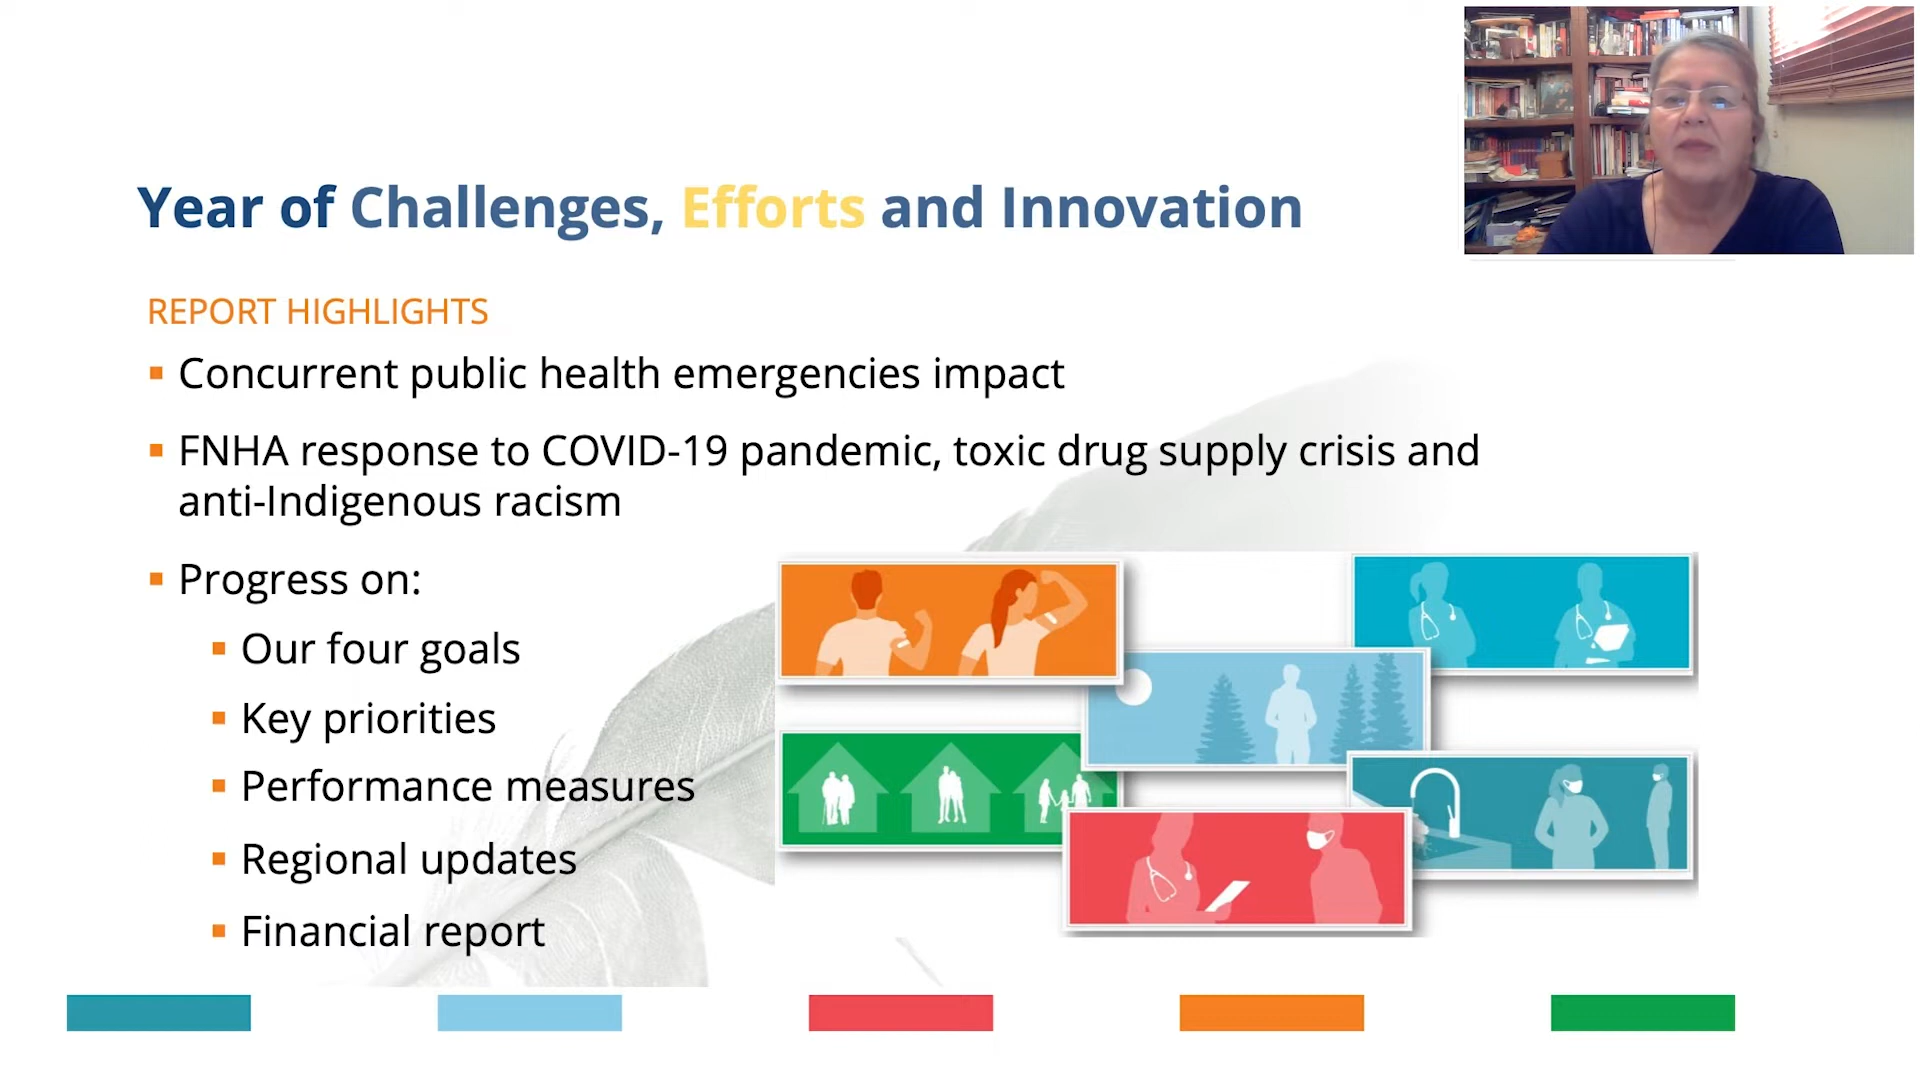 Year of Challenges, Efforts and Innovation
REPORT HIGHLIGHTS
Concurrent public health emergencies impact
FNHA response to COVID-19 pandemic, toxic drug supply crisis and
anti-Indigenous racism
Progress on:
Our four goals
Key priorities
Performance measures
Regional updates
Financial report